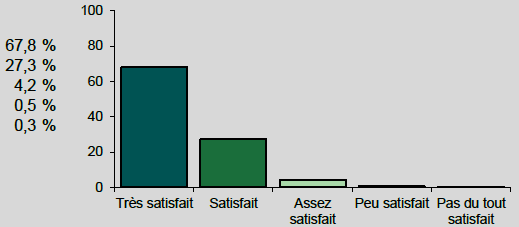 67,8 %
27,3 %
4,2 %
0,5 %
0,3 %
100
80
60
40
20
0
Très satisfait
Satisfait
Assez
satisfait
Peu satisfait
Pas du tout
satisfait